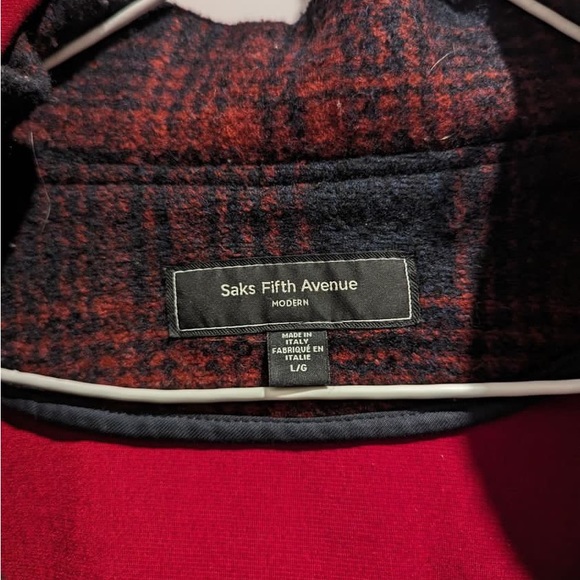 Saks Fifth Avenue
MODERN
MADE IN
ITALY
FABRIQUÉ EN
ITALIE
L/G